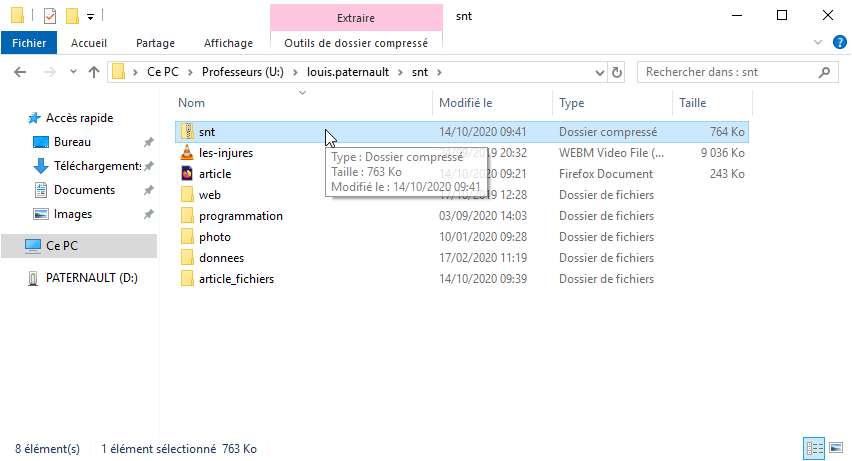 Extraire
snt
Fichier Accueil Partage Affichage Outils de dossier compressé
Ce PC Professeurs (U:) louis.paternault snt
Rechercher dans : snt
Nom Modifié le Type Taille
Accès rapide
Bureau
Téléchargements
Documents
Images
Ce PC
PATERNAULT (D:)
snt 14/10/2020 09:41 Dossier compressé 764 Ko
les-injures 20:32 WEBM Video File (... 9 036 Ko
article 14/10/2020 09:21 Firefox Document 243 Ko
web 12:28 Dossier de fichiers
programmation 03/09/2020 14:03 Dossier de fichiers
photo 10/01/2020 09:28 Dossier de fichiers
donnees 17/02/2020 11:19 Dossier de fichiers
article_fichiers 14/10/2020 09:39 Dossier de fichiers
Type : Dossier compressé
Taille : 763 Ko
Modifié le : 14/10/2020 09:41
8 élément(s) 1 élément sélectionné 763 Ko